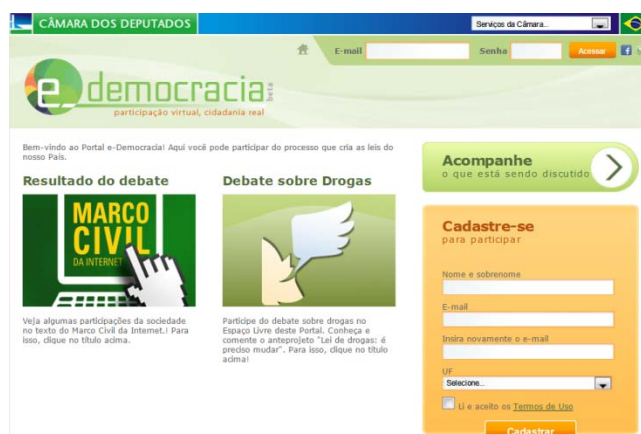 CÂMARA DOS DEPUTADOS
Serviços da Câmara...
E-mail
Senha
Acessar
e
democracia
beta
participação virtual, cidadania real
Bem-vindo ao Portal e-Democracia! Aqui você pode participar do processo que cria as leis do
nosso País.
Resultado do debate
MARCO
CIVIL
DA INTERNET
Veja algumas participações da sociedade
no texto do Marco Civil da Internet.! Para
isso, clique no título acima.
Debate sobre Drogas
Participe do debate sobre drogas no
Espaço Livre deste Portal. Conheça e
comente o anteprojeto "Lei de drogas: é
preciso mudar". Para isso, clique no título
acima!
Acompanhe
o que está sendo discutido
Cadastre-se
para participar
Nome e sobrenome
E-mail
Insira novamente o e-mail
UF
Selecione...
Li e aceito os Termos de Uso
Cadastrar